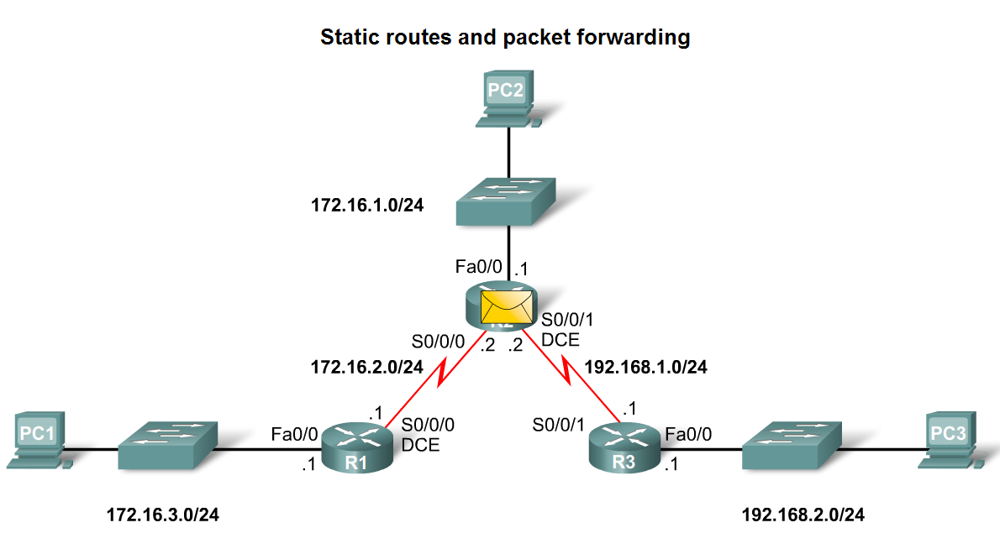 Static routes and packet forwarding
PC2
172.16.1.0/24
Fa0/0
.1
S0/0/1
DCE
S0/0/0
.2
.2
172.16.2.0/24
192.168.1.0/24
.1
S0/0/0
DCE
.1
S0/0/1
PC1
Fa0/0
.1
R1
R3
Fa0/0
.1
PC3
172.16.3.0/24
192.168.2.0/24